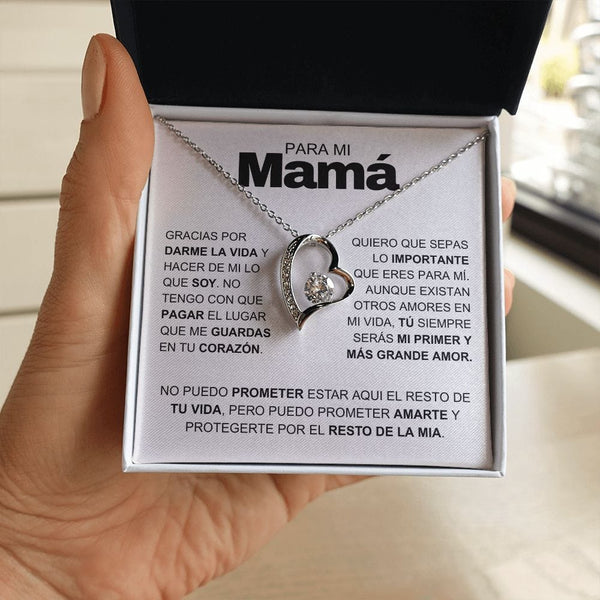 PARA MI
Mamá
GRACIAS POR
DARME LA VIDA Y
HACER DE MI LO
QUE SOY. NO
TENGO CON QUE
PAGAR EL LUGAR
QUE ME GUARDAS
EN TU CORAZÓN.
QUIERO QUE SEPAS
LO IMPORTANTE
QUE ERES PARA MÍ.
AUNQUE EXISTAN
OTROS AMORES EN
MI VIDA, TÚ SIEMPRE
SERÁS MI PRIMER Y
MÁS GRANDE AMOR.
NO PUEDO PROMETER ESTAR AQUI EL RESTO DE
TU VIDA, PERO PUEDO PROMETER AMARTE Y
PROTEGERTE POR EL RESTO DE LA MIA.